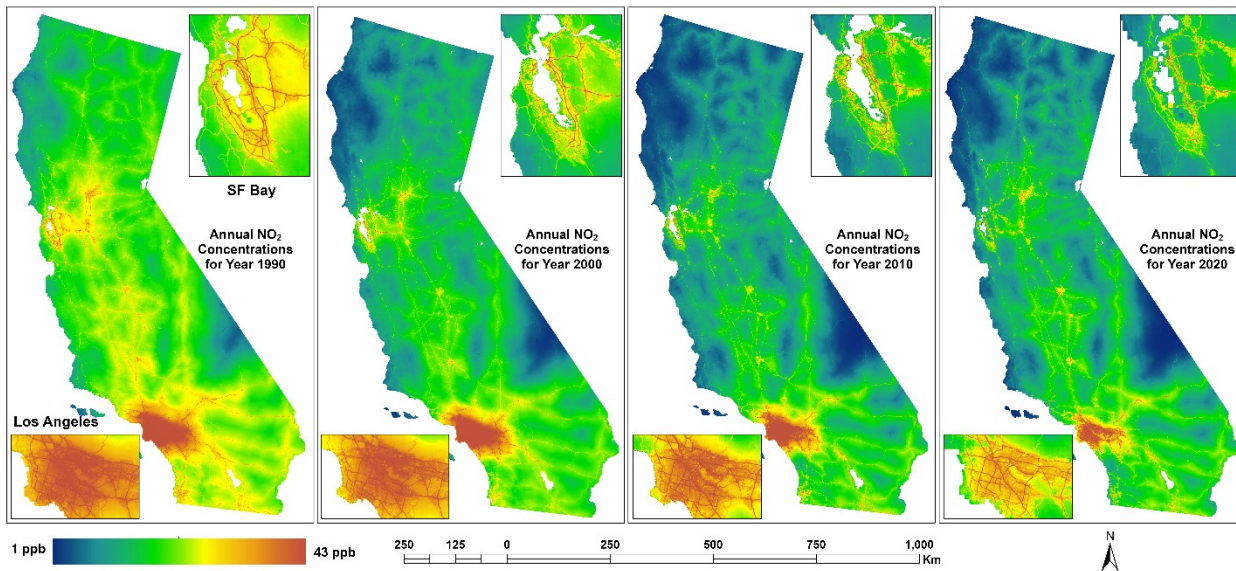 SF Bay
Annual NO₂
Concentrations
for Year 1990
Los Angeles
Annual NO₂
Concentrations
for Year 2000
Annual NO₂
Concentrations
for Year 2010
Annual NO₂
Concentrations
for Year 2020
1 ppb
43 ppb
250 125 0 250 500 750 1,000
Km
N